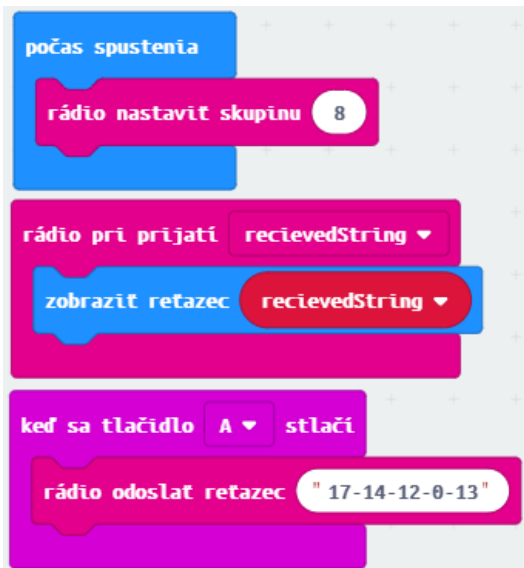 počas spustenia
rádio nastaviť skupinu 8
rádio pri prijatí recievedString
zobraziť reťazec recievedString
keď sa tlačidlo A stlačí
rádio odoslať reťazec "17-14-12-0-13"